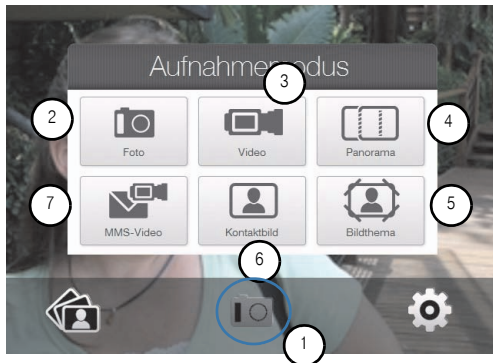 Aufnahmemodus
3
2
4
Foto
Video
Panorama
7
5
MMS-Video
Kontaktbild
Bildthema
6
1